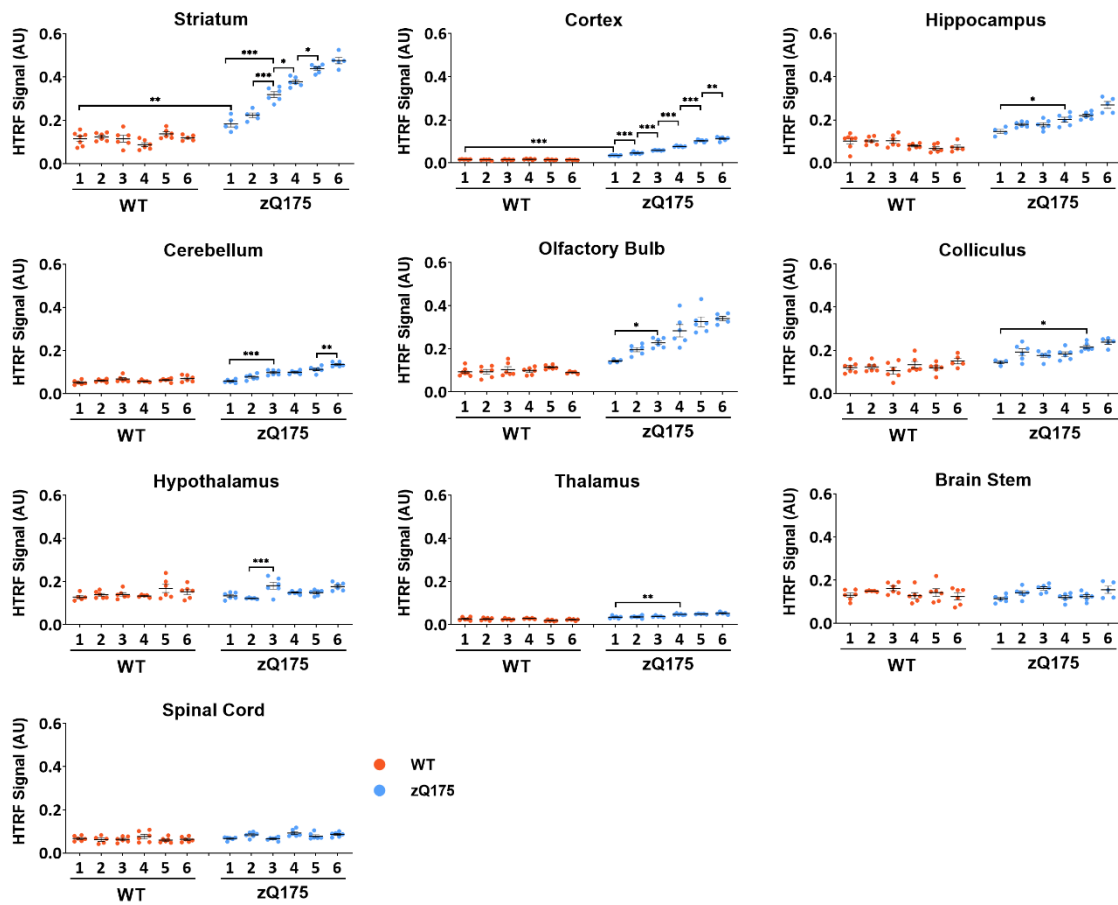 Striatum
HTRF Signal (AU)
0.6
0.4
0.2
0.0
***
*
*
***
**
1 2 3 4 5 6 1 2 3 4 5 6
WT zQ175
Cortex
HTRF Signal (AU)
0.6
0.4
0.2
0.0
**
***
***
***
***
***
1 2 3 4 5 6 1 2 3 4 5 6
WT zQ175
Hippocampus
HTRF Signal (AU)
0.6
0.4
0.2
0.0
*
1 2 3 4 5 6 1 2 3 4 5 6
WT zQ175
Cerebellum
HTRF Signal (AU)
0.6
0.4
0.2
0.0
*** **
1 2 3 4 5 6 1 2 3 4 5 6
WT zQ175
Olfactory Bulb
HTRF Signal (AU)
0.6
0.4
0.2
0.0
*
1 2 3 4 5 6 1 2 3 4 5 6
WT zQ175
Colliculus
HTRF Signal (AU)
0.6
0.4
0.2
0.0
*
1 2 3 4 5 6 1 2 3 4 5 6
WT zQ175
Hypothalamus
HTRF Signal (AU)
0.6
0.4
0.2
0.0
***
1 2 3 4 5 6 1 2 3 4 5 6
WT zQ175
Thalamus
HTRF Signal (AU)
0.6
0.4
0.2
0.0
**
1 2 3 4 5 6 1 2 3 4 5 6
WT zQ175
Brain Stem
HTRF Signal (AU)
0.6
0.4
0.2
0.0
1 2 3 4 5 6 1 2 3 4 5 6
WT zQ175
Spinal Cord
HTRF Signal (AU)
0.6
0.4
0.2
0.0
1 2 3 4 5 6 1 2 3 4 5 6
WT zQ175
WT
zQ175